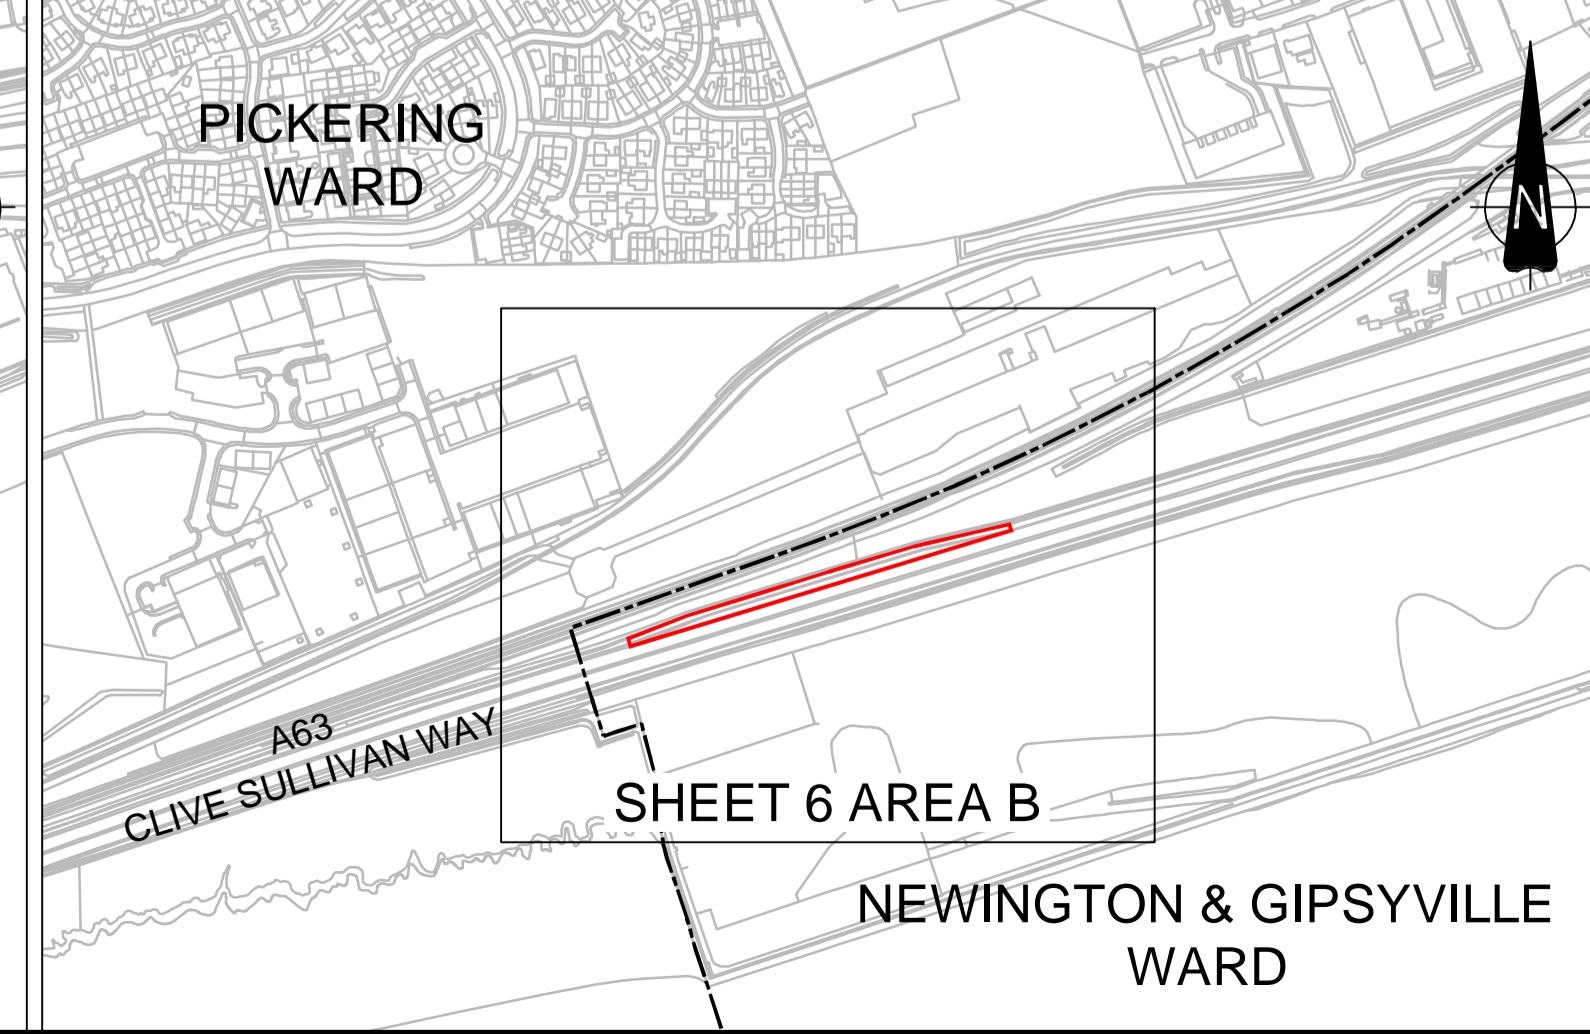 PICKERING
WARD
N
A63
CLIVE SULLIVAN WAY
SHEET 6 AREA B
NEWINGTON & GIPSYVILLE
WARD